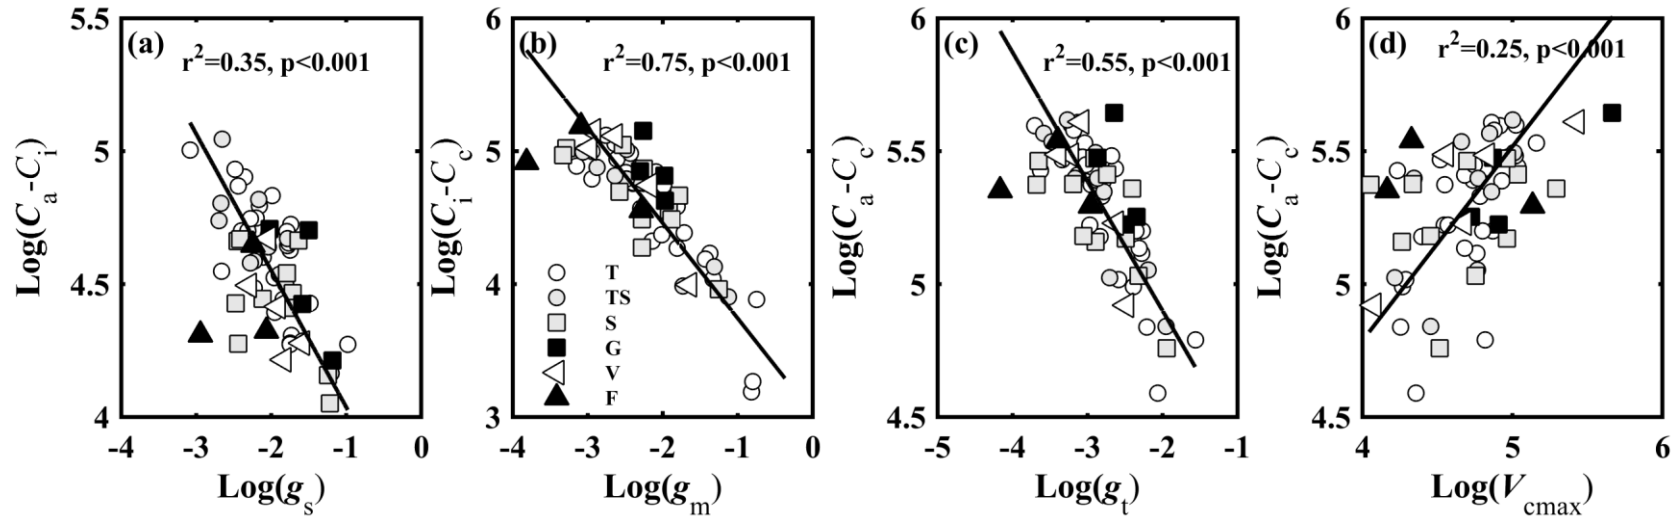 (a)
r²=0.35, p<0.001
5.5
5
4.5
4
-4
-3
-2
-1
0
Log(Ca -Ci)
Log(gs)
(b)
r²=0.75, p<0.001
6
5
4
3
-4
-3
-2
-1
0
Log(Ci-Cc)
Log(gm)
T
TS
S
G
V
F
(c)
r²=0.55, p<0.001
6
5.5
5
4.5
-5
-4
-3
-2
-1
Log(Ca -Cc)
Log(gt)
(d)
r²=0.25, p<0.001
6
5.5
5
4.5
4
5
6
Log(Ca -Cc)
Log(Vcmax)